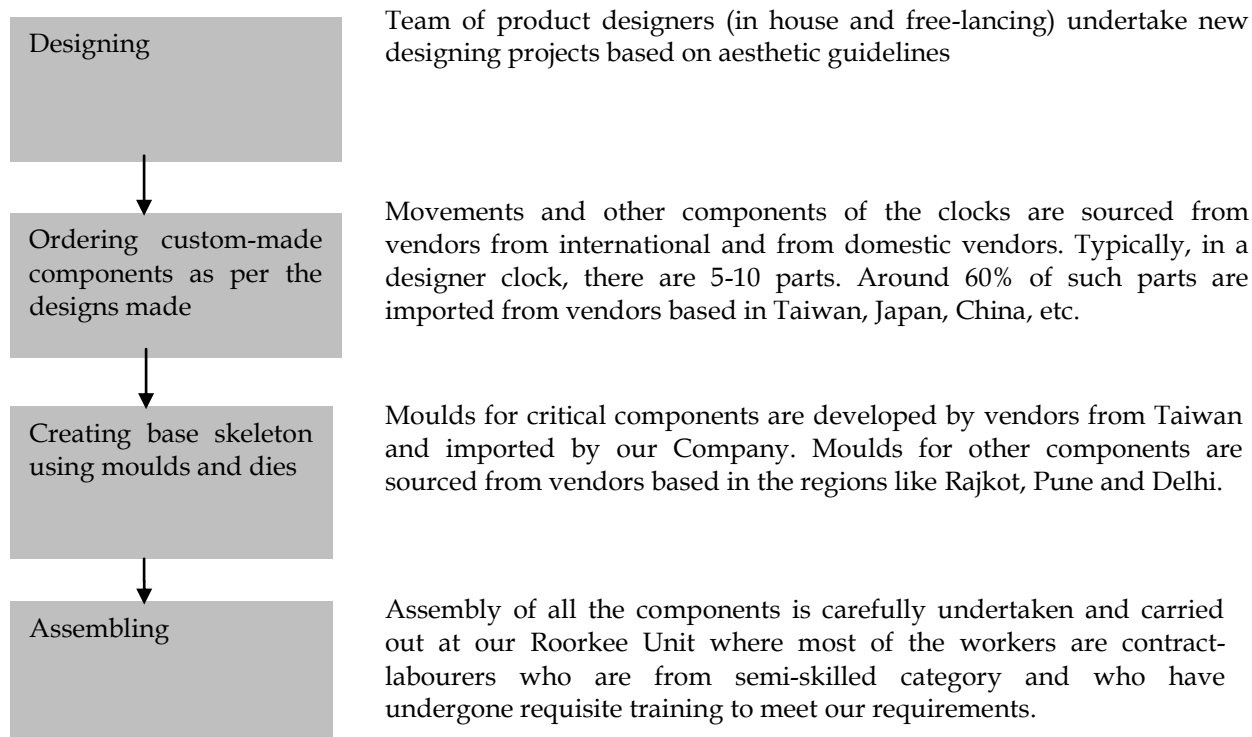 Designing
Team of product designers (in house and free-lancing) undertake new
designing projects based on aesthetic guidelines
Ordering custom-made
components as per the
designs made
Movements and other components of the clocks are sourced from
vendors from international and from domestic vendors. Typically, in a
designer clock, there are 5-10 parts. Around 60% of such parts are
imported from vendors based in Taiwan, Japan, China, etc.
Creating base skeleton
using moulds and dies
Moulds for critical components are developed by vendors from Taiwan
and imported by our Company. Moulds for other components are
sourced from vendors based in the regions like Rajkot, Pune and Delhi.
Assembling
Assembly of all the components is carefully undertaken and carried
out at our Roorkee Unit where most of the workers are contract-
labourers who are from semi-skilled category and who have
undergone requisite training to meet our requirements.